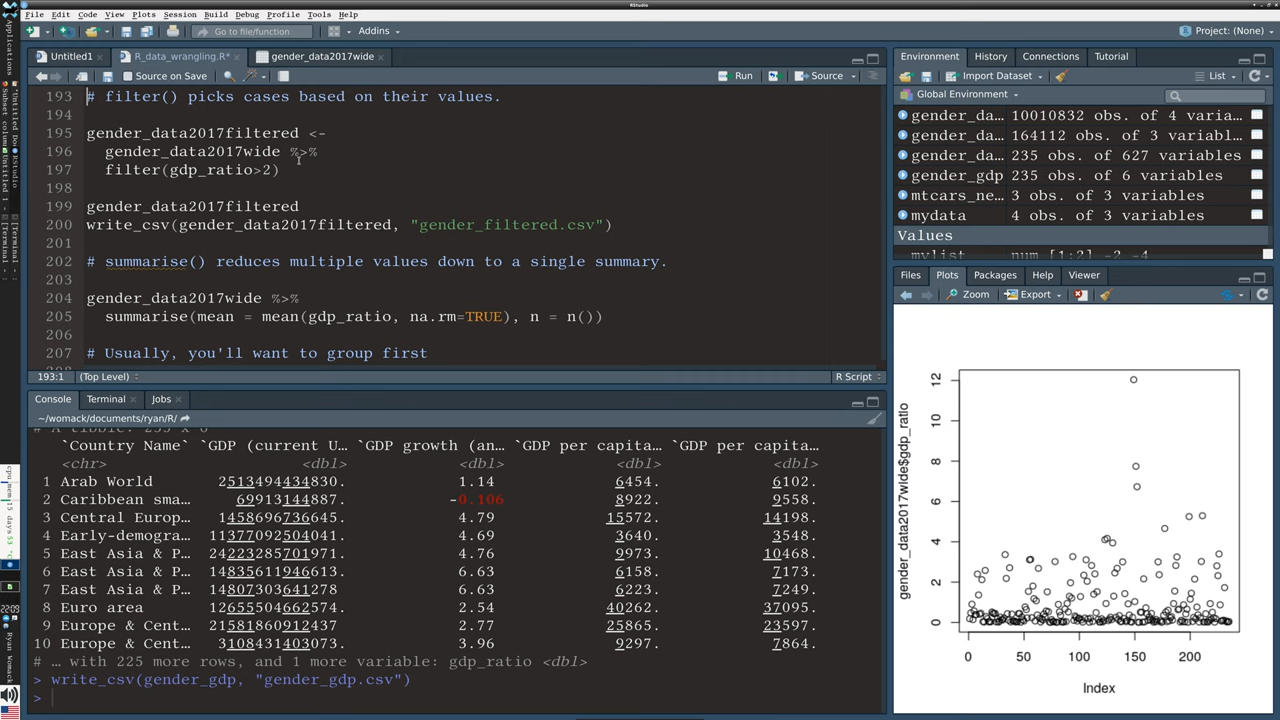 RStudio
File Edit Code View Plots Session Build Debug Profile Tools Help
Go to file/function Addins Project: (None)
Untitled1 R_data_wrangling.R* gender_data2017wide
Source on Save Run Source
193 # filter() picks cases based on their values.
194
195 gender_data2017filtered <-
196 gender_data2017wide %>%
197 filter(gdp_ratio>2)
198
199 gender_data2017filtered
200 write_csv(gender_data2017filtered, "gender_filtered.csv")
201
202 # summarise() reduces multiple values down to a single summary.
203
204 gender_data2017wide %>%
205 summarise(mean = mean(gdp_ratio, na.rm=TRUE), n = n())
206
207 # Usually, you'll want to group first
193:1 (Top Level) R Script
Console Terminal Jobs
~/womack/documents/ryan/R/
`Country Name` `GDP (current U… `GDP growth (an… `GDP per capita… `GDP per capita…
<chr> <dbl> <dbl> <dbl> <dbl>
1 Arab World 2513494434830. 1.14 6454. 6102.
2 Caribbean sma… 69913144887. -0.106 8922. 9558.
3 Central Europ… 1458696736645. 4.79 15572. 14198.
4 Early-demogra… 11377092504041. 4.69 3640. 3548.
5 East Asia & P… 24223285701971. 4.76 9973. 10468.
6 East Asia & P… 14835611946613. 6.63 6158. 7173.
7 East Asia & P… 14807303641278 6.63 6223. 7249.
8 Euro area 12655504662574. 2.54 40262. 37095.
9 Europe & Cent… 21581860912437 2.77 25865. 23597.
10 Europe & Cent… 3108431403073. 3.96 7297. 7864.
# … with 225 more rows, and 1 more variable: gdp_ratio <dbl>
> write_csv(gender_gdp, "gender_gdp.csv")
>
Environment History Connections Tutorial
Import Dataset List
Global Environment
gender_da… 10010832 obs. of 4 varia…
gender_da… 164112 obs. of 3 variabl…
gender_da… 235 obs. of 627 variables
gender_gdp 235 obs. of 6 variables
mtcars_ne… 3 obs. of 3 variables
mydata 4 obs. of 3 variables
Values
mylist num [1:2] -2 -4
Files Plots Packages Help Viewer
Zoom Export
gender_data2017wide$gdp_ratio
12
10
8
6
4
2
0
0 50 100 150 200
Index
Applications
22:09
Ryan Womack